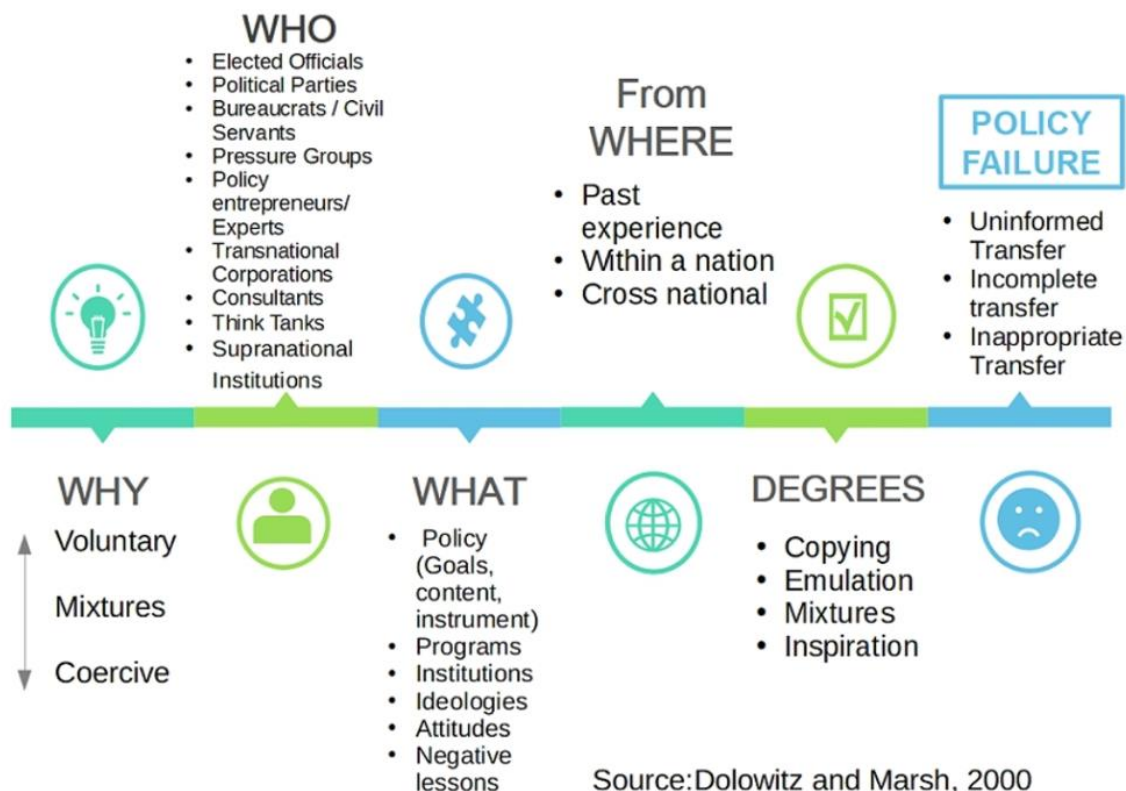 WHO
• Elected Officials
• Political Parties
• Bureaucrats / Civil
Servants
• Pressure Groups
• Policy
entrepreneurs/
Experts
• Transnational
Corporations
• Consultants
• Think Tanks
• Supranational
Institutions
From
WHERE
• Past
experience
• Within a nation
• Cross national
POLICY
FAILURE
• Uninformed
Transfer
• Incomplete
transfer
• Inappropriate
Transfer
WHY
Voluntary
Mixtures
Coercive
WHAT
• Policy
(Goals,
content,
instrument)
• Programs
• Institutions
• Ideologies
• Attitudes
• Negative
lessons
DEGREES
• Copying
• Emulation
• Mixtures
• Inspiration
Source:Dolowitz and Marsh, 2000